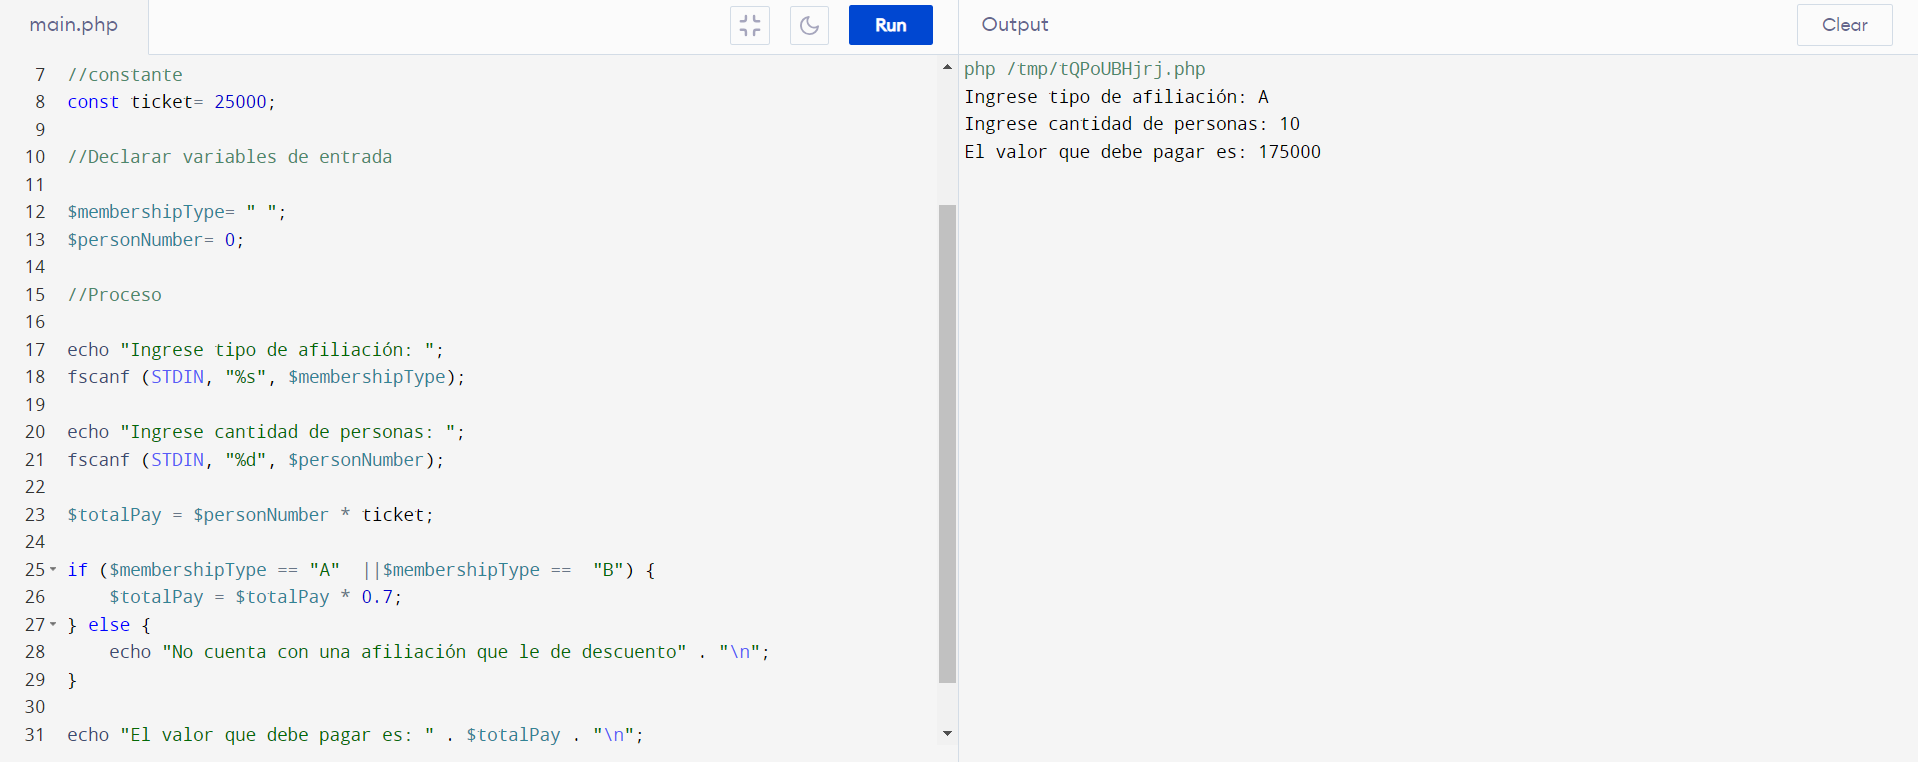 main.php
Run
Output
Clear
7 //constante
8 const ticket= 25000;
9
10 //Declarar variables de entrada
11
12 $membershipType= " ";
13 $personNumber= 0;
14
15 //Proceso
16
17 echo "Ingrese tipo de afiliación: ";
18 fscanf (STDIN, "%s", $membershipType);
19
20 echo "Ingrese cantidad de personas: ";
21 fscanf (STDIN, "%d", $personNumber);
22
23 $totalPay = $personNumber * ticket;
24
25 if ($membershipType == "A"  ||$membershipType ==  "B") {
26     $totalPay = $totalPay * 0.7;
27 } else {
28     echo "No cuenta con una afiliación que le de descuento" . "\n";
29 }
30
31 echo "El valor que debe pagar es: " . $totalPay . "\n";
php /tmp/tQPoUBHjrj.php
Ingrese tipo de afiliación: A
Ingrese cantidad de personas: 10
El valor que debe pagar es: 175000